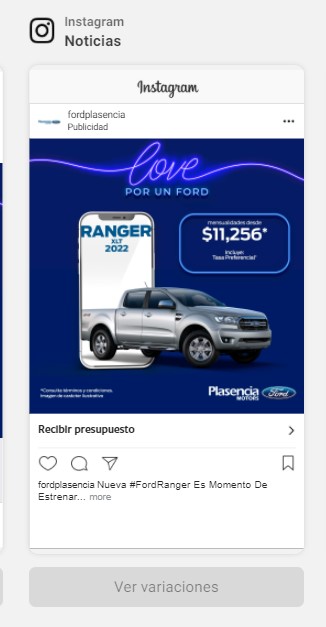 Instagram
Noticias
Instagram
fordplasencia
Publicidad
love
POR UN FORD
RANGER
XLT
2022
mensualidades desde
$11,256*
Incluye:
Tasa Preferencial*
*Consulta términos y condiciones.
Imagen de carácter ilustrativo
Plasencia
MOTORS
Ford
Recibir presupuesto
fordplasencia Nueva #FordRanger Es Momento De
Estrenar... more
Ver variaciones